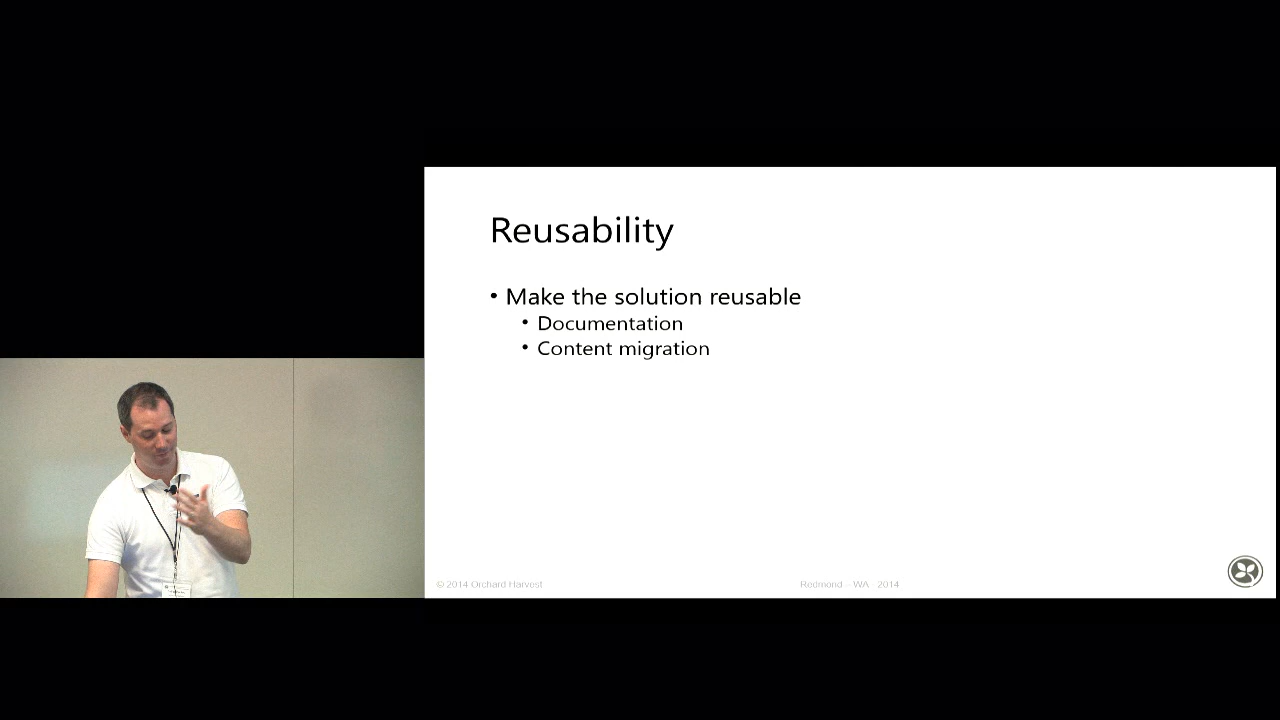 Reusability
• Make the solution reusable
• Documentation
• Content migration
© 2014 Orchard Harvest
Redmond – WA - 2014